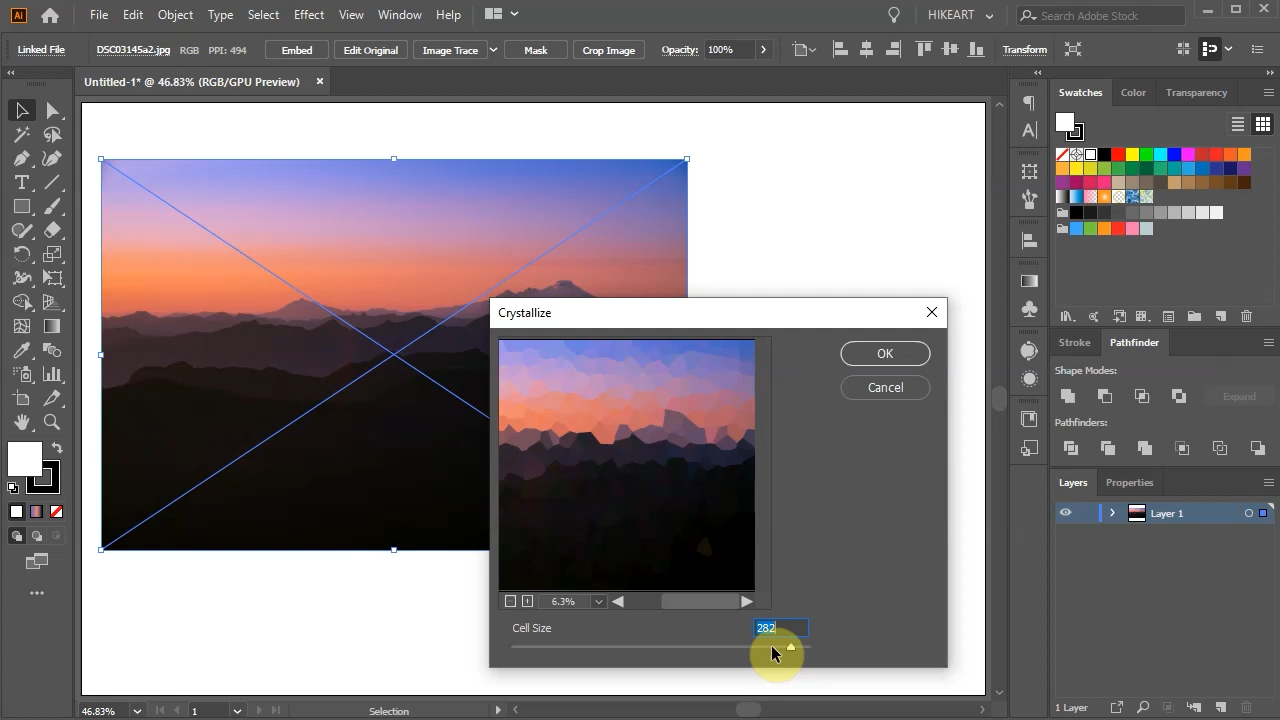 Ai File Edit Object Type Select Effect View Window Help HIKEART Search Adobe Stock
Linked File DSC03145a2.jpg RGB PPI: 494 Embed Edit Original Image Trace Mask Crop Image Opacity: 100% Transform
Untitled-1* @ 46.83% (RGB/GPU Preview)
Swatches Color Transparency
Crystallize
OK
Cancel
6.3%
Cell Size 282
Stroke Pathfinder
Shape Modes:
Expand
Pathfinders:
Layers Properties
Layer 1
46.83% 1 Selection
1 Layer